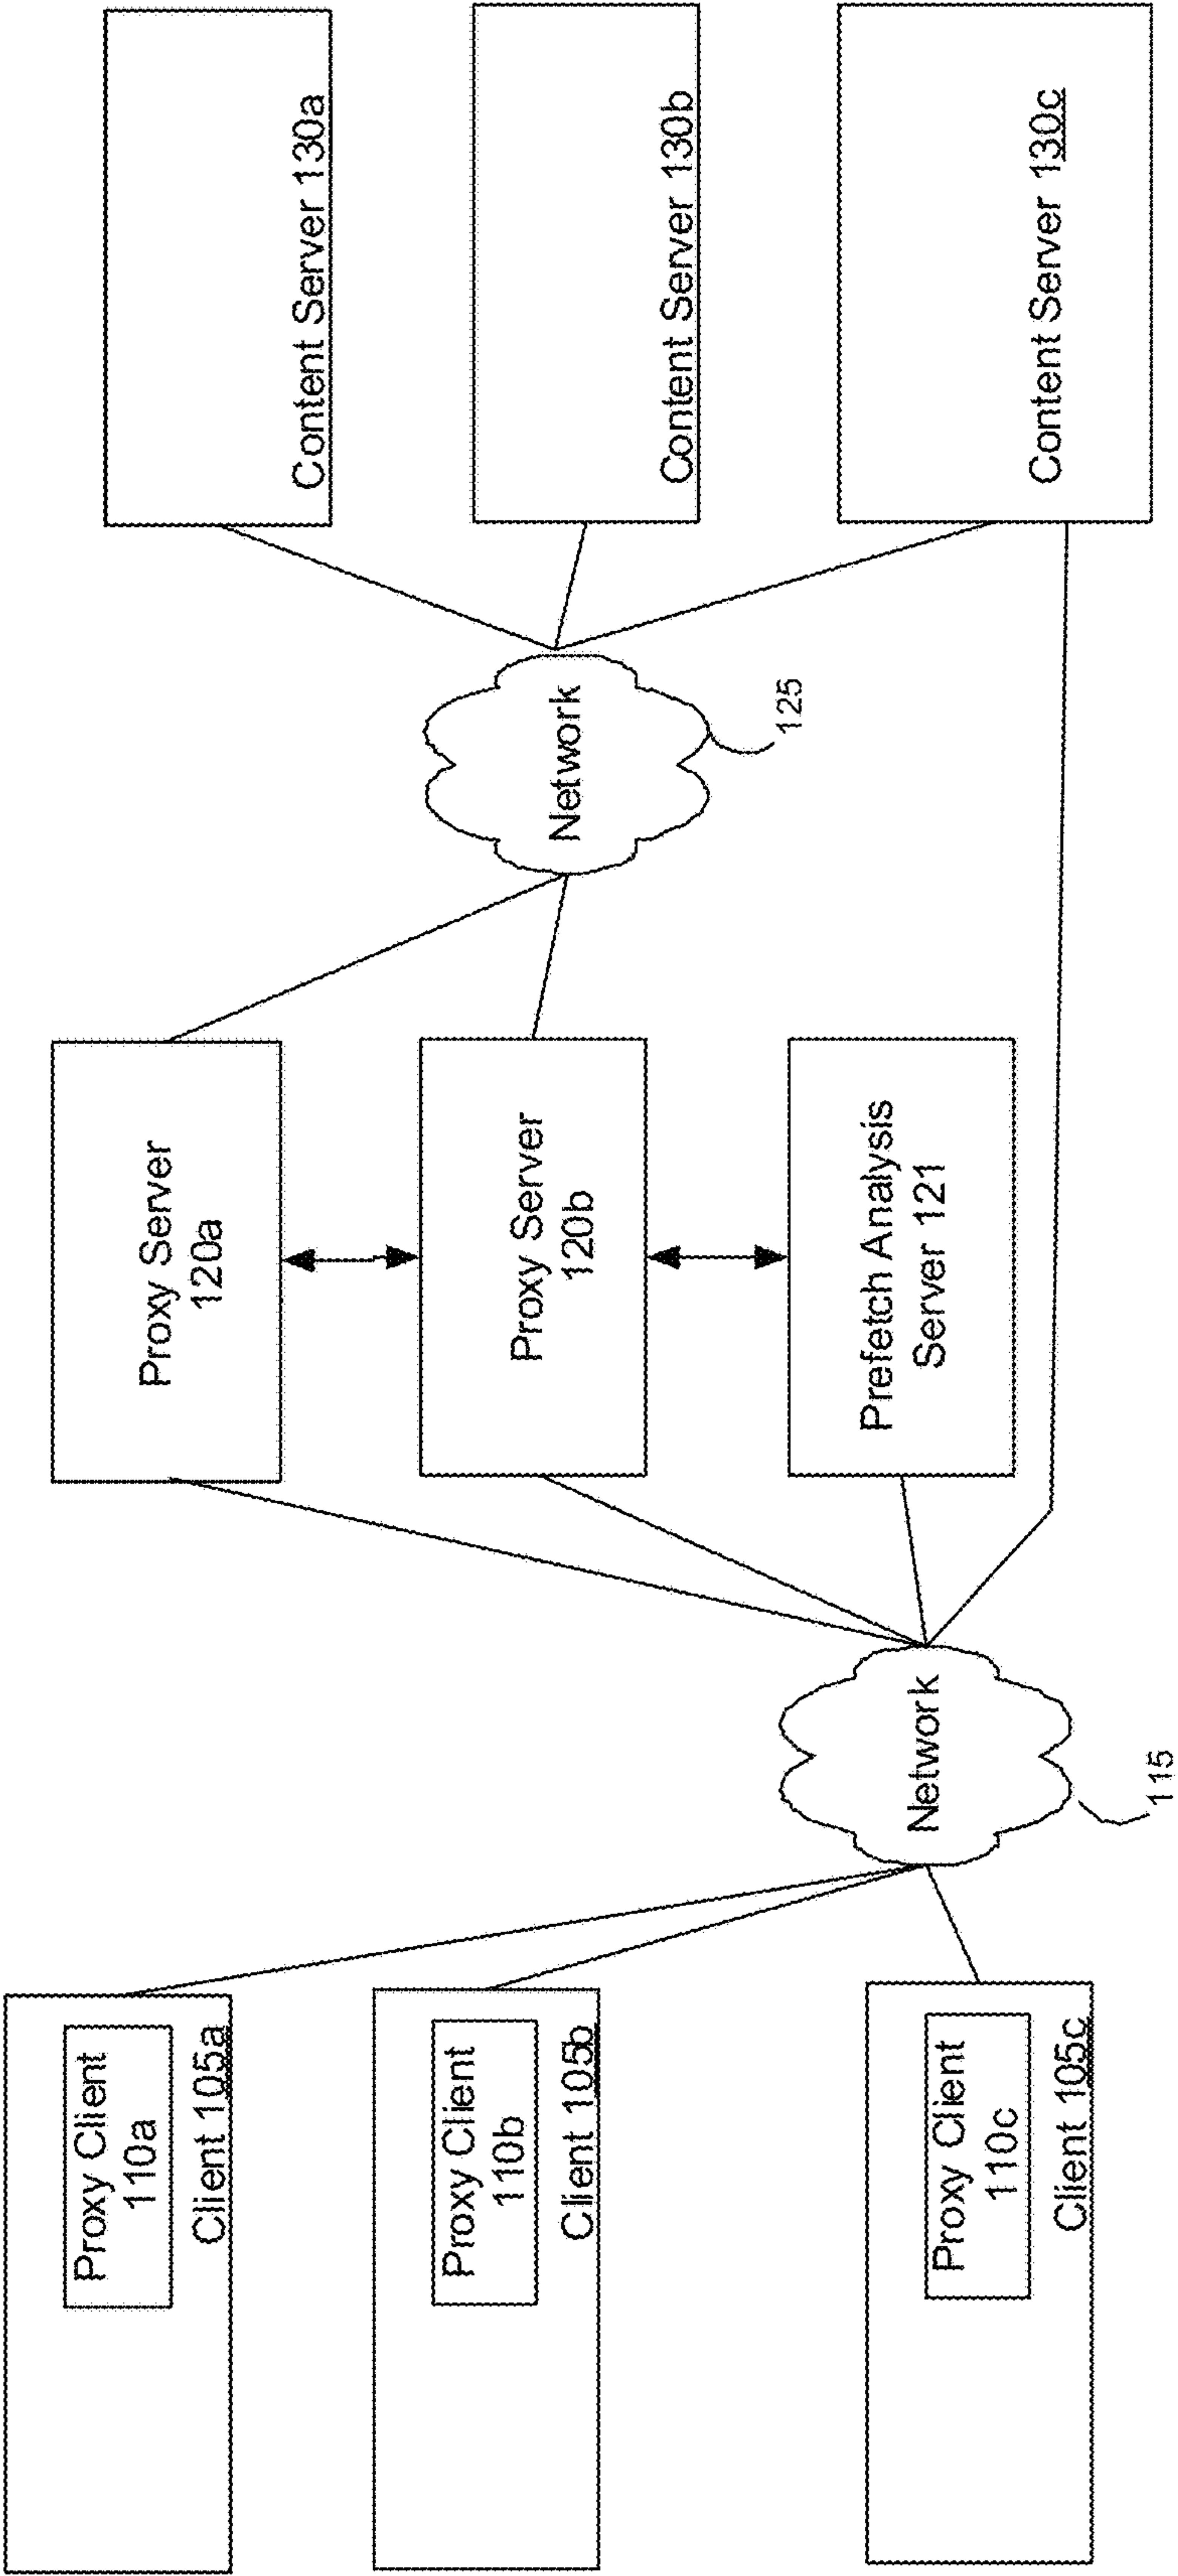 Proxy Client
110a
Client 105a
Proxy Client
110b
Client 105b
Proxy Client
110c
Client 105c
Network
115
Proxy Server
120a
Proxy Server
120b
Prefetch Analysis
Server 121
Network
125
Content Server 130a
Content Server 130b
Content Server 130c